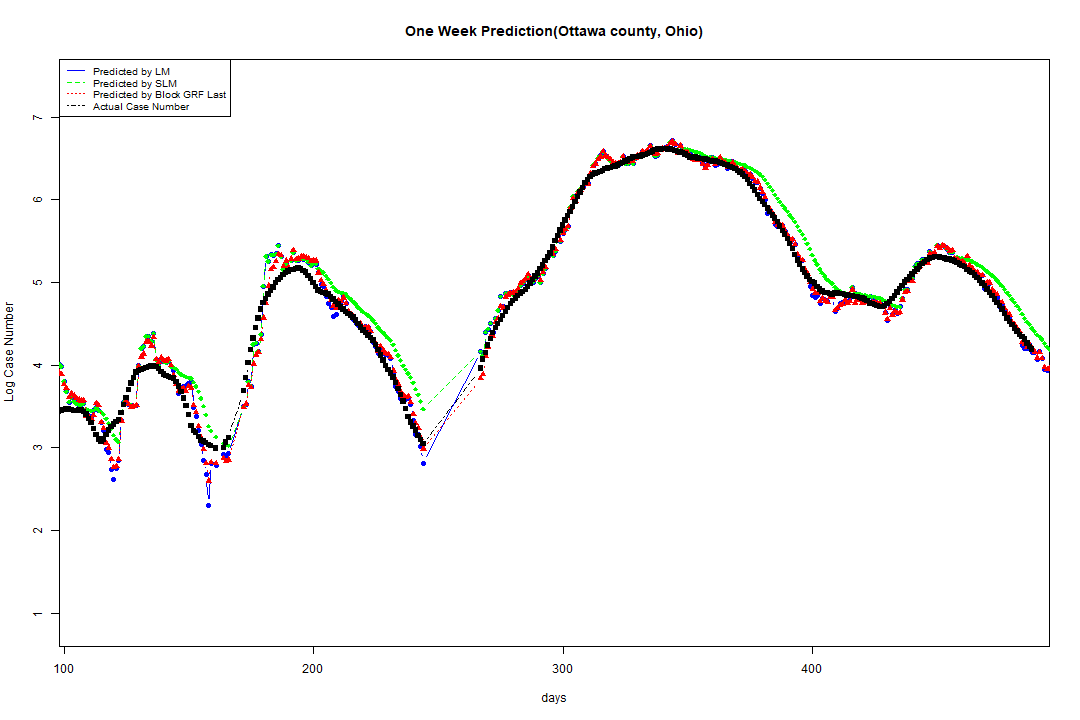 One Week Prediction(Ottawa county, Ohio)
Predicted by LM
Predicted by SLM
Predicted by Block GRF Last
Actual Case Number
7
6
5
4
3
2
1
Log Case Number
100 200 300 400
days